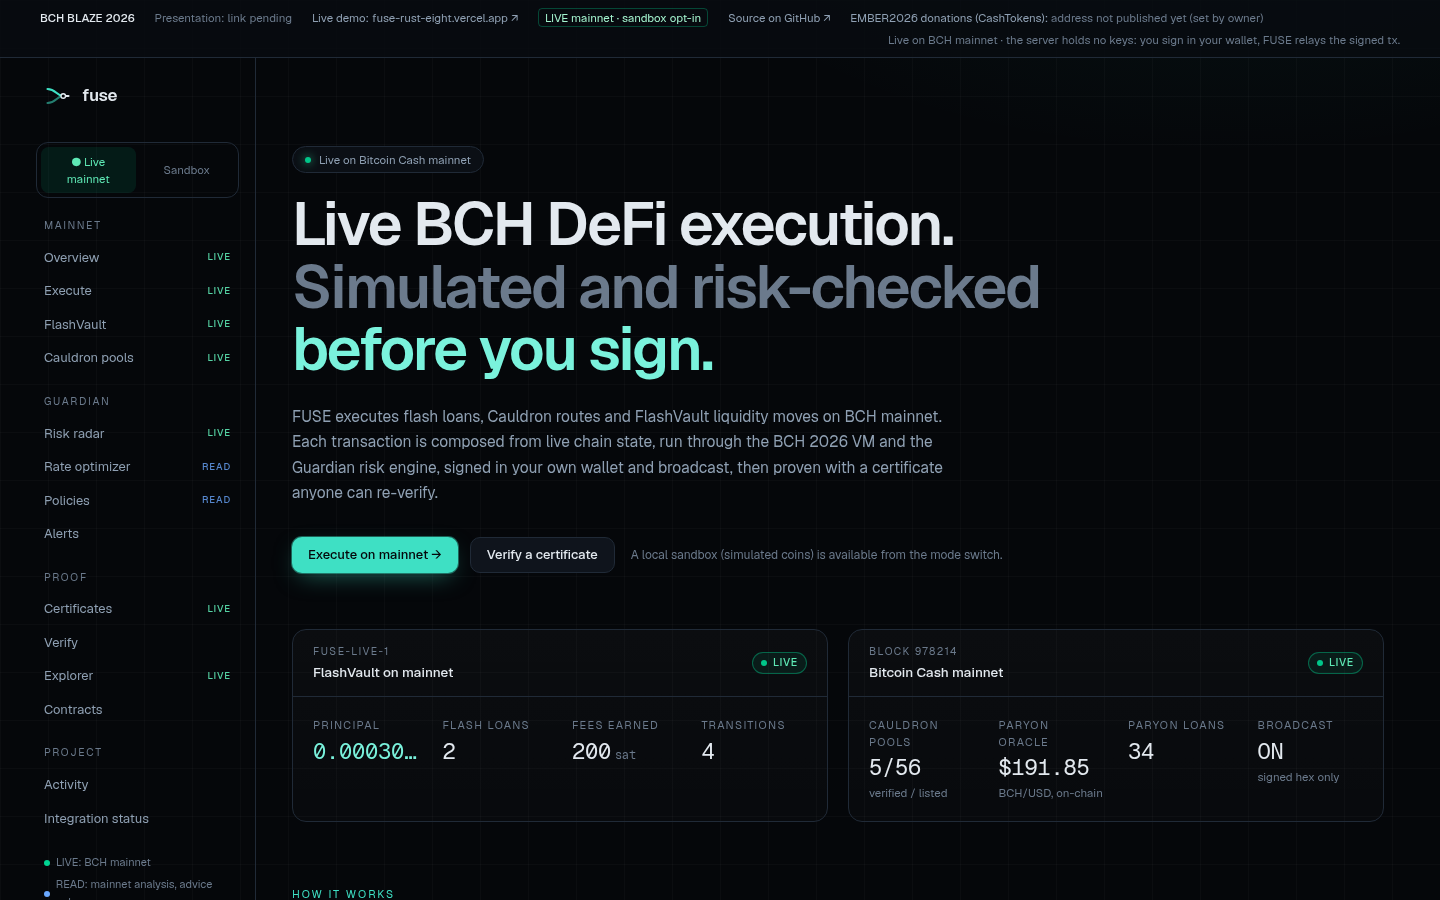 BCH BLAZE 2026 Presentation: link pending Live demo: fuse-rust-eight.vercel.app ↗ LIVE mainnet · sandbox opt-in Source on GitHub ↗ EMBER2026 donations (CashTokens): address not published yet (set by owner)
Live on BCH mainnet · the server holds no keys: you sign in your wallet, FUSE relays the signed tx.
fuse
Live mainnet
Sandbox
MAINNET
Overview LIVE
Execute LIVE
FlashVault LIVE
Cauldron pools LIVE
GUARDIAN
Risk radar LIVE
Rate optimizer READ
Policies READ
Alerts
PROOF
Certificates LIVE
Verify
Explorer LIVE
Contracts
PROJECT
Activity
Integration status
LIVE: BCH mainnet
READ: mainnet analysis, advice
Live on Bitcoin Cash mainnet
Live BCH DeFi execution.
Simulated and risk-checked
before you sign.
FUSE executes flash loans, Cauldron routes and FlashVault liquidity moves on BCH mainnet.
Each transaction is composed from live chain state, run through the BCH 2026 VM and the
Guardian risk engine, signed in your own wallet and broadcast, then proven with a certificate
anyone can re-verify.
Execute on mainnet → Verify a certificate A local sandbox (simulated coins) is available from the mode switch.
FUSE-LIVE-1
FlashVault on mainnet
LIVE
PRINCIPAL FLASH LOANS FEES EARNED TRANSITIONS
0.00030… 2 200 sat 4
BLOCK 978214
Bitcoin Cash mainnet
LIVE
CAULDRON POOLS
5/56
verified / listed
PARYON ORACLE
$191.85
BCH/USD, on-chain
PARYON LOANS
34
BROADCAST
ON
signed hex only
HOW IT WORKS